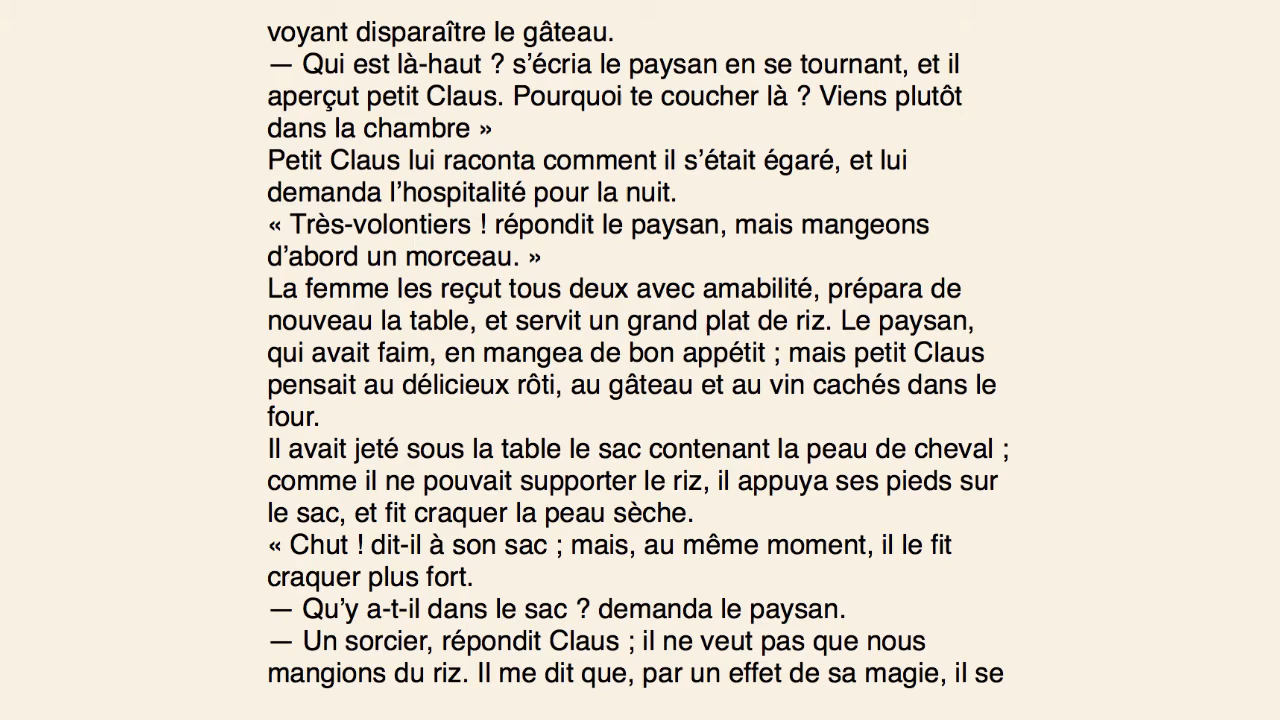 voyant disparaître le gâteau.
— Qui est là-haut ? s’écria le paysan en se tournant, et il
aperçut petit Claus. Pourquoi te coucher là ? Viens plutôt
dans la chambre »
Petit Claus lui raconta comment il s’était égaré, et lui
demanda l’hospitalité pour la nuit.
« Très-volontiers ! répondit le paysan, mais mangeons
d’abord un morceau. »
La femme les reçut tous deux avec amabilité, prépara de
nouveau la table, et servit un grand plat de riz. Le paysan,
qui avait faim, en mangea de bon appétit ; mais petit Claus
pensait au délicieux rôti, au gâteau et au vin cachés dans le
four.
Il avait jeté sous la table le sac contenant la peau de cheval ;
comme il ne pouvait supporter le riz, il appuya ses pieds sur
le sac, et fit craquer la peau sèche.
« Chut ! dit-il à son sac ; mais, au même moment, il le fit
craquer plus fort.
— Qu’y a-t-il dans le sac ? demanda le paysan.
— Un sorcier, répondit Claus ; il ne veut pas que nous
mangions du riz. Il me dit que, par un effet de sa magie, il se